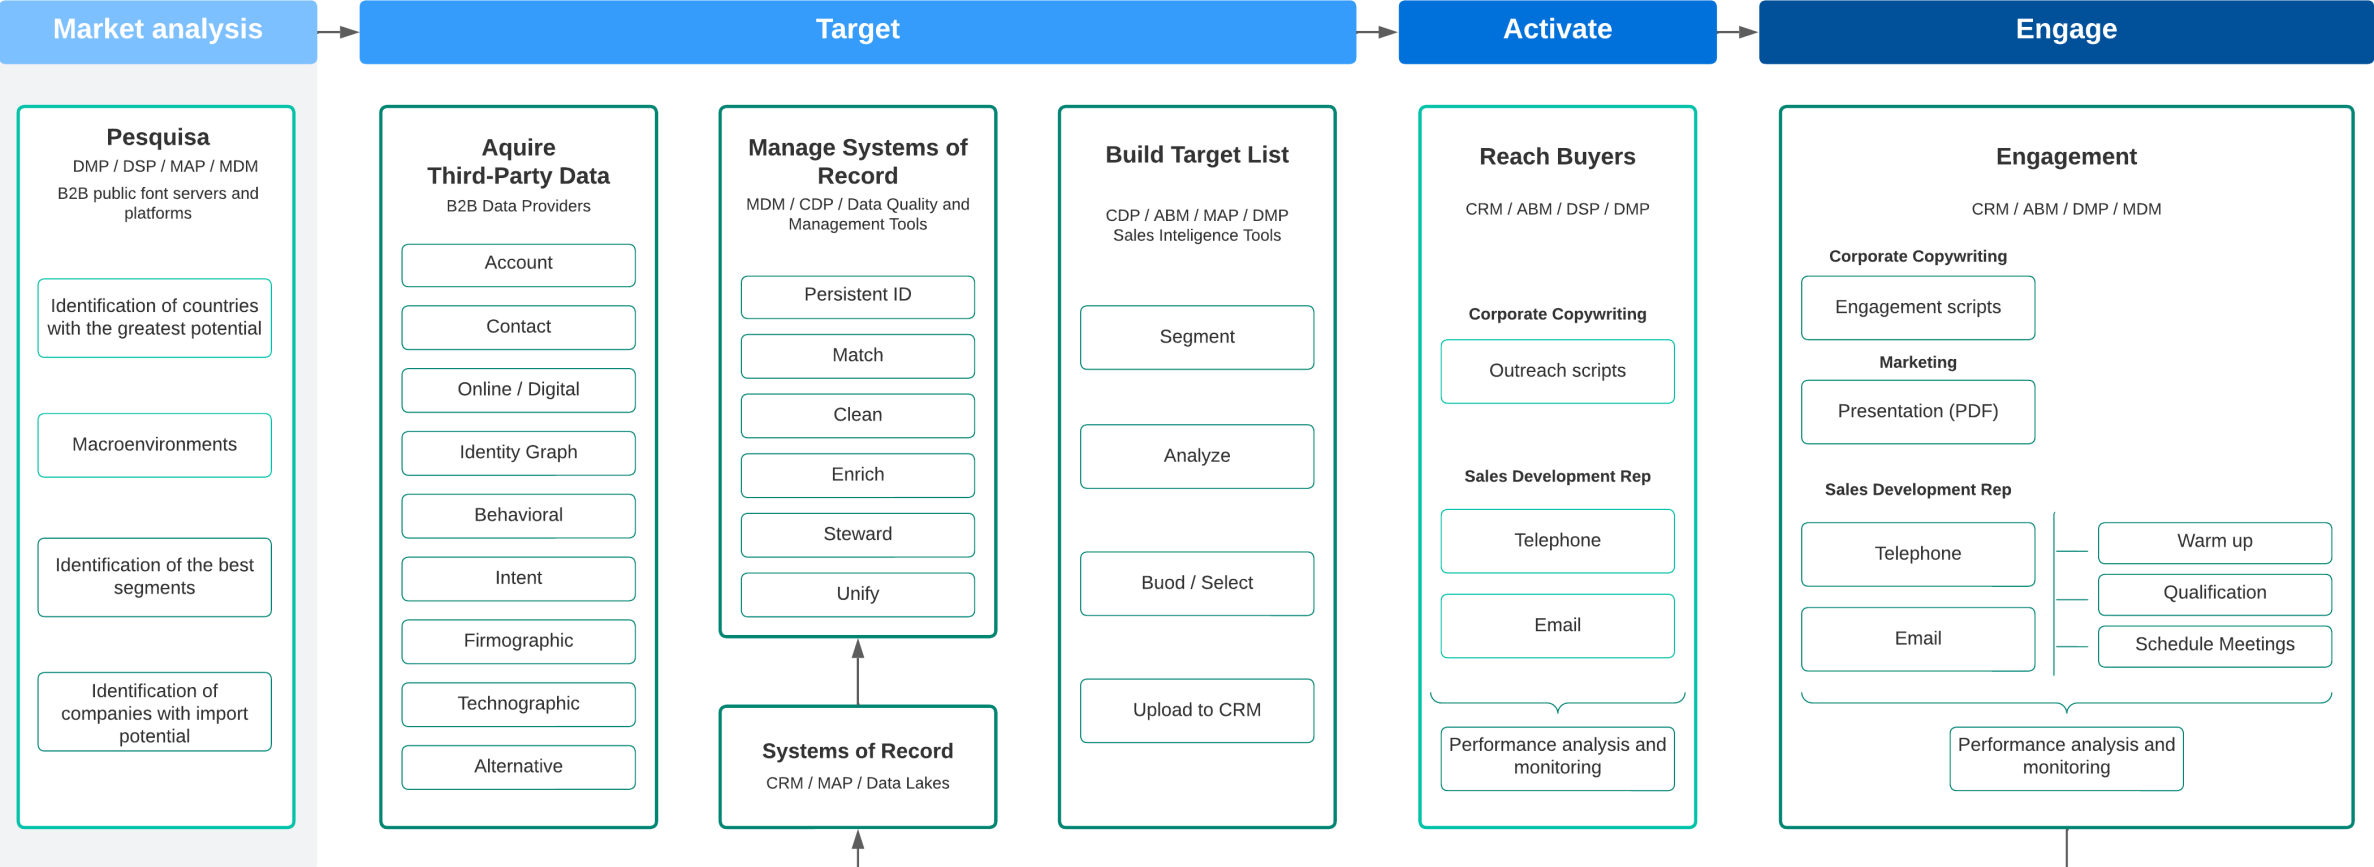 Market analysis
Target
Activate
Engage
Pesquisa
DMP / DSP / MAP / MDM
B2B public font servers and
platforms
Identification of countries
with the greatest potential
Macroenvironments
Identification of the best
segments
Identification of
companies with import
potential
Aquire
Third-Party Data
B2B Data Providers
Account
Contact
Online / Digital
Identity Graph
Behavioral
Intent
Firmographic
Technographic
Alternative
Manage Systems of
Record
MDM / CDP / Data Quality and
Management Tools
Persistent ID
Match
Clean
Enrich
Steward
Unify
Systems of Record
CRM / MAP / Data Lakes
Build Target List
CDP / ABM / MAP / DMP
Sales Inteligence Tools
Segment
Analyze
Buod / Select
Upload to CRM
Reach Buyers
CRM / ABM / DSP / DMP
Corporate Copywriting
Outreach scripts
Sales Development Rep
Telephone
Email
Performance analysis and
monitoring
Engagement
CRM / ABM / DMP / MDM
Corporate Copywriting
Engagement scripts
Marketing
Presentation (PDF)
Sales Development Rep
Telephone
Email
Warm up
Qualification
Schedule Meetings
Performance analysis and
monitoring